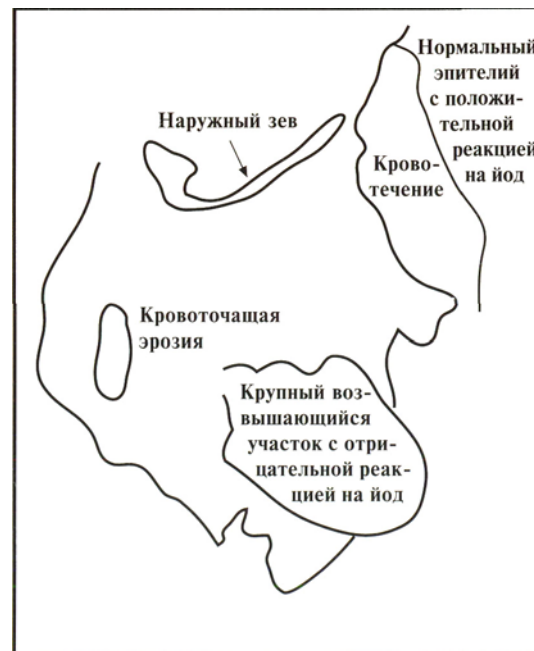 Нормальный
эпителий
с положи-
тельной
реакцией
на йод
Наружный зев
Крово-
течение
Кровоточащая
эрозия
Крупный воз-
вышающийся
участок с отри-
цательной реак-
цией на йод